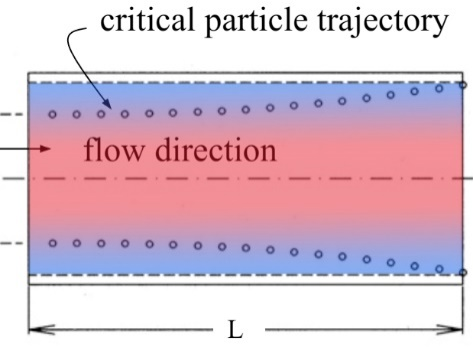 critical particle trajectory
flow direction
L